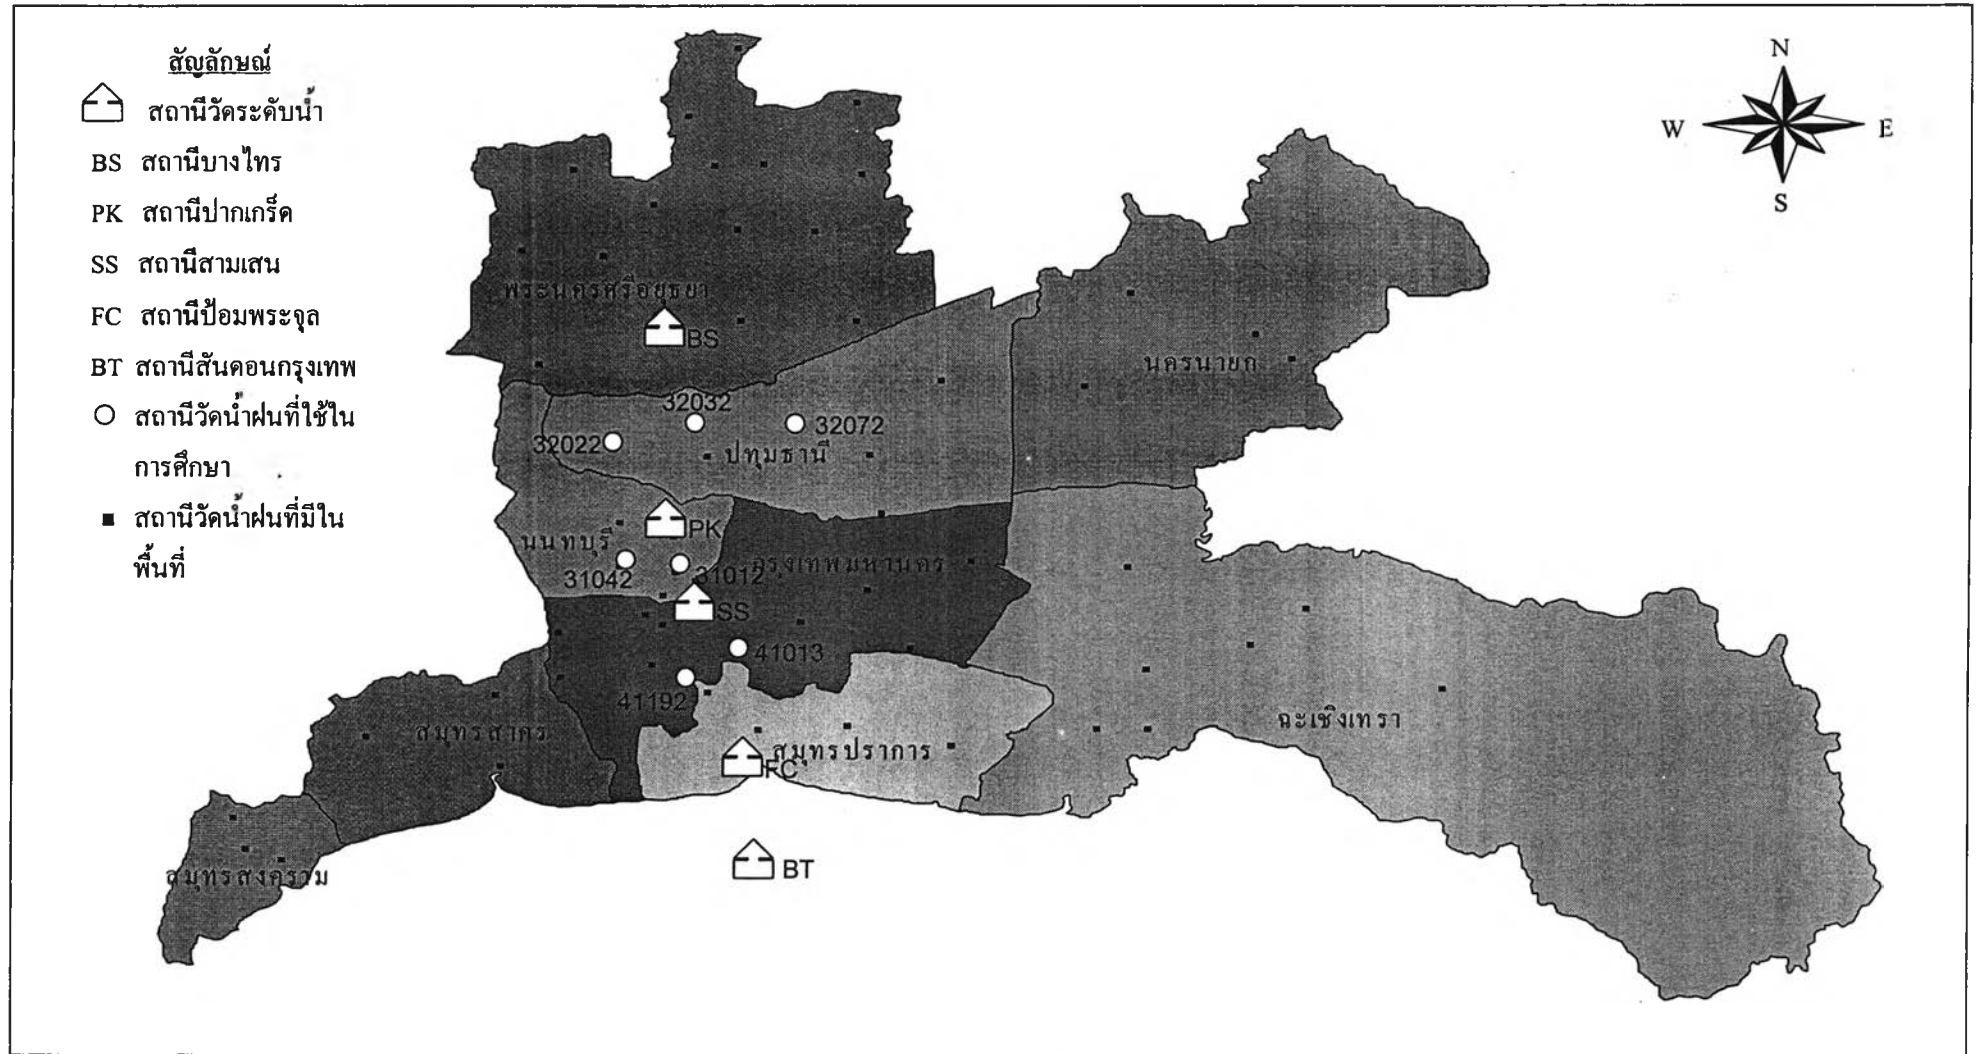 สัญลักษณ์
สถานีวัดระดับน้ำ
BS สถานีบางไทร
PK สถานีปากเกร็ด
SS สถานีสามเสน
FC สถานีป้อมพระจุล
BT สถานีสันดอนกรุงเทพ
สถานีวัดน้ำฝนที่ใช้ใน
การศึกษา
สถานีวัดน้ำฝนที่มีใน
พื้นที่
N
W
E
S
พระนครศรีอยุธยา
BS
นครนายก
32032
32072
32022
ปทุมธานี
PK
นนทบุรี
31042
31012
กรุงเทพมหานคร
SS
41013
41192
สมุทรสาคร
ฉะเชิงเทรา
สมุทรปราการ
FC
BT
สมุทรสงคราม